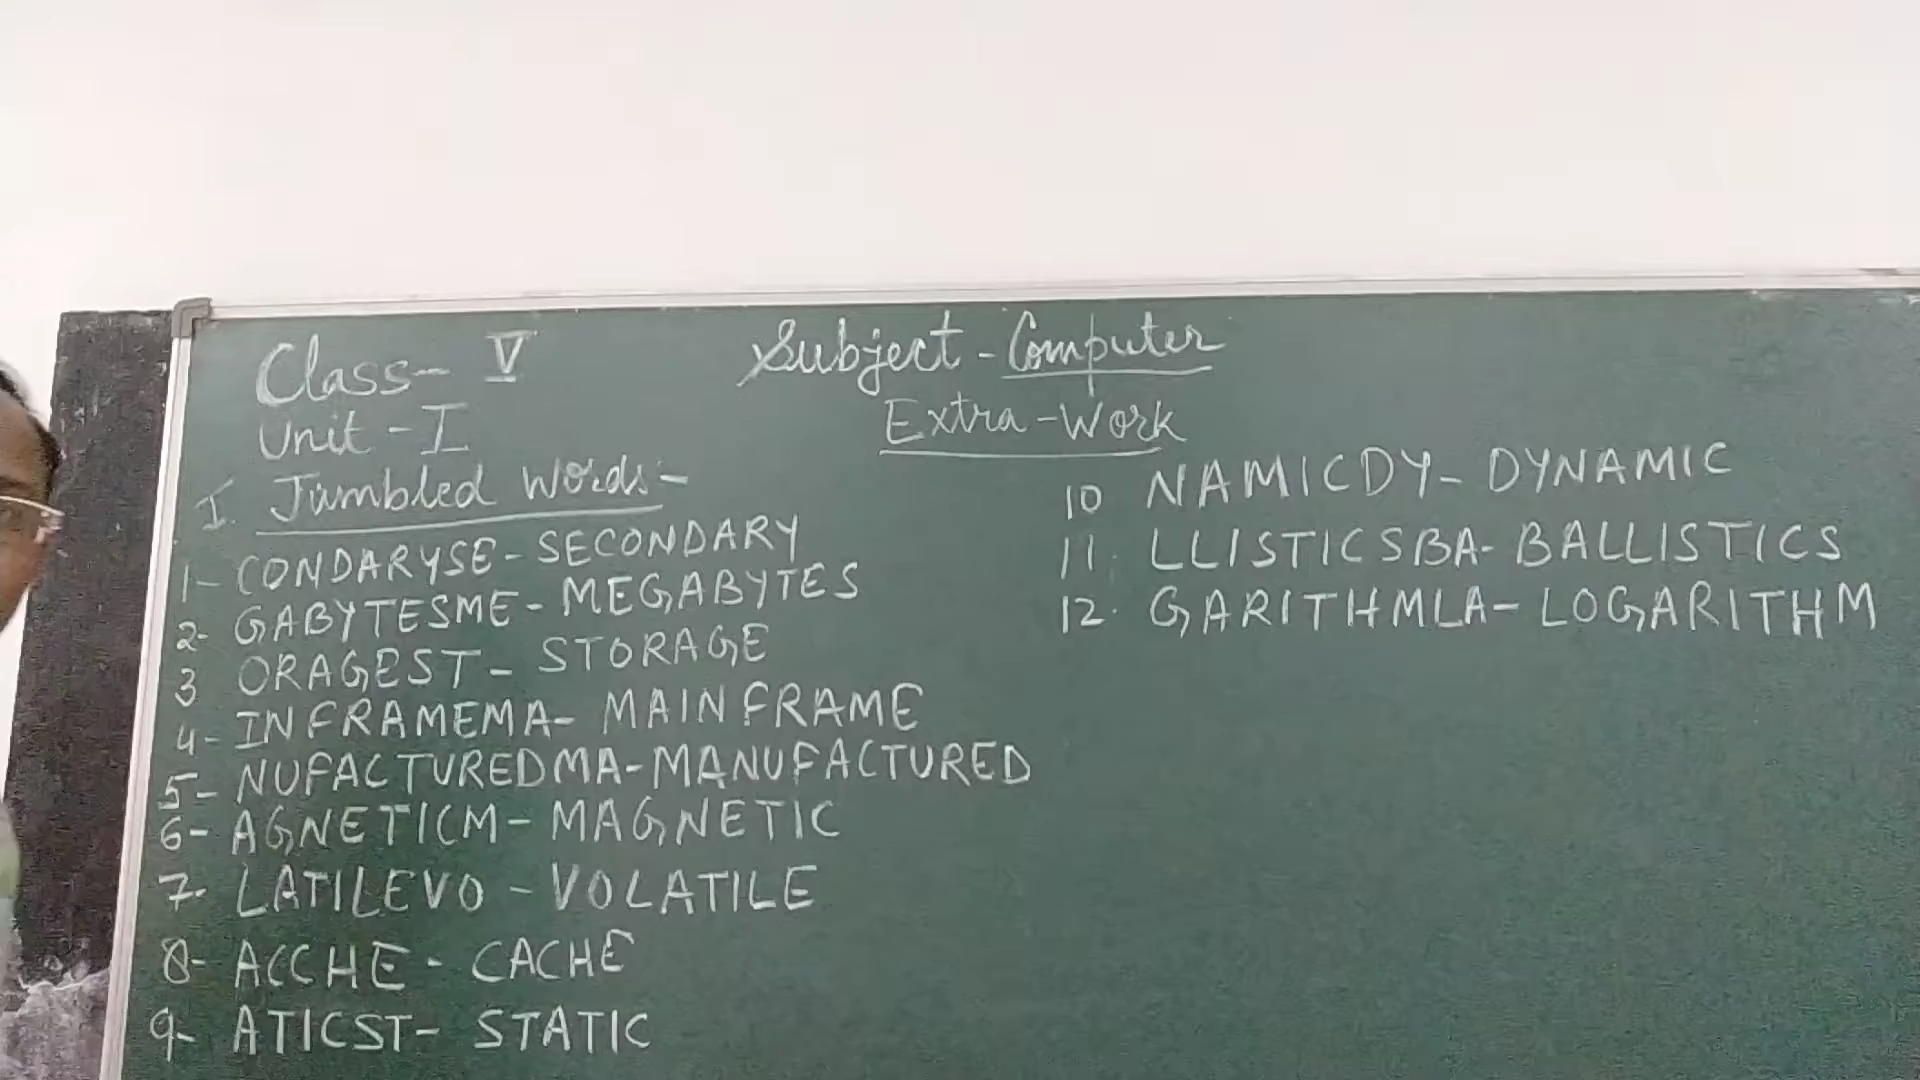 Class- V
Subject - Computer
Unit - I
Extra-Work
I. Jumbled Words:-
1- CONDARYSE - SECONDARY
2- GABYTESME - MEGABYTES
3 ORAGEST - STORAGE
4- INFRAMEMA - MAINFRAME
5- NUFACTUREDMA - MANUFACTURED
6- AGNETICM - MAGNETIC
7. LATILEVO - VOLATILE
8- ACCHE - CACHE
9- ATICST - STATIC
10 NAMICDY - DYNAMIC
11. LLISTICSBA - BALLISTICS
12. GARITHMLA - LOGARITHM